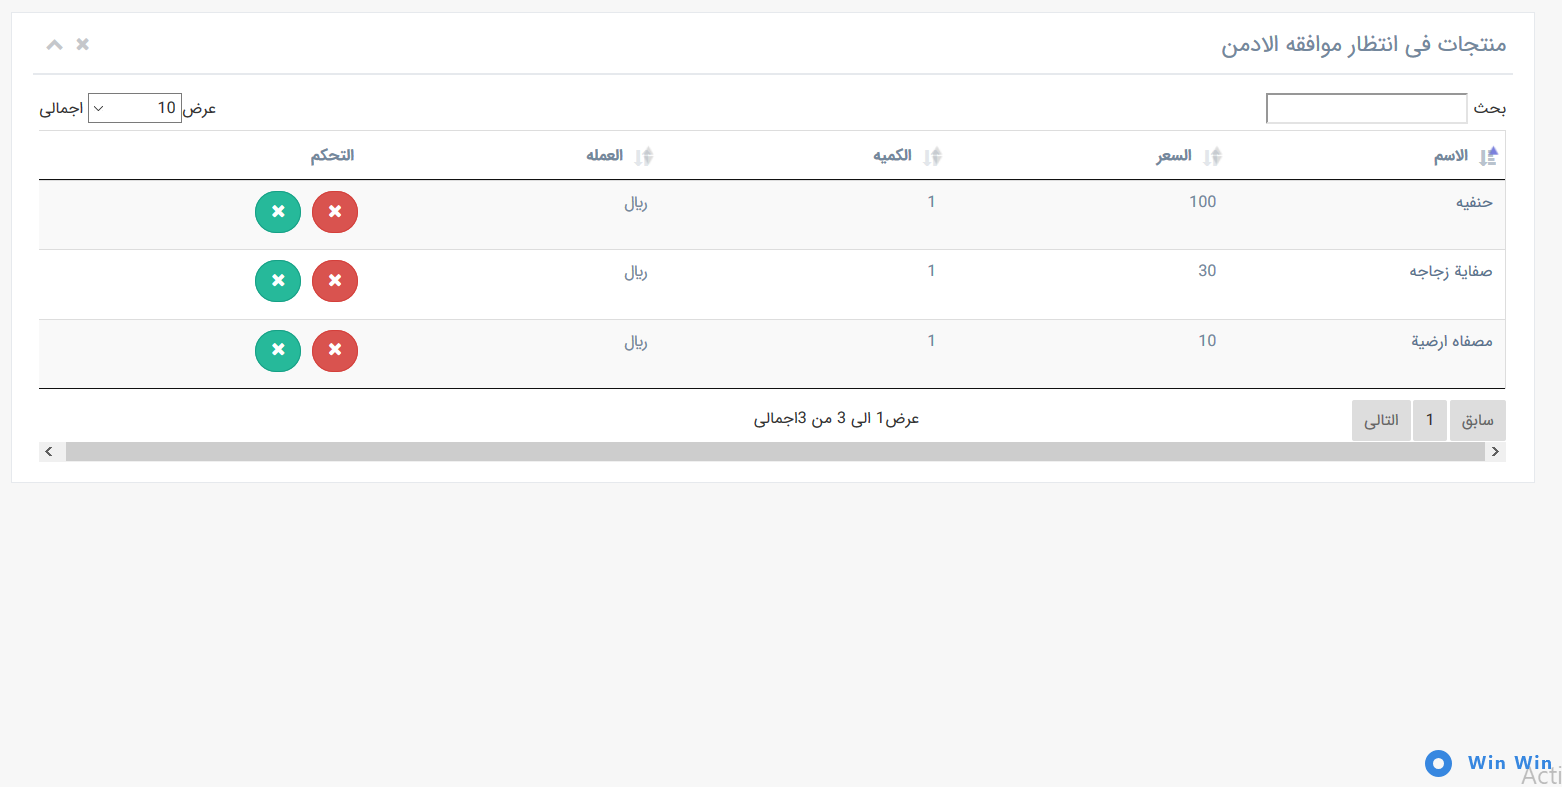 منتجات فى انتظار موافقه الادمن
بحث
عرض 10 اجمالى
الاسم السعر الكميه العمله التحكم
حنفيه 100 1 ريال
صفاية زجاجه 30 1 ريال
مصفاه ارضية 10 1 ريال
سابق 1 التالى
عرض1 الى 3 من 3اجمالى
Win Win
Acti